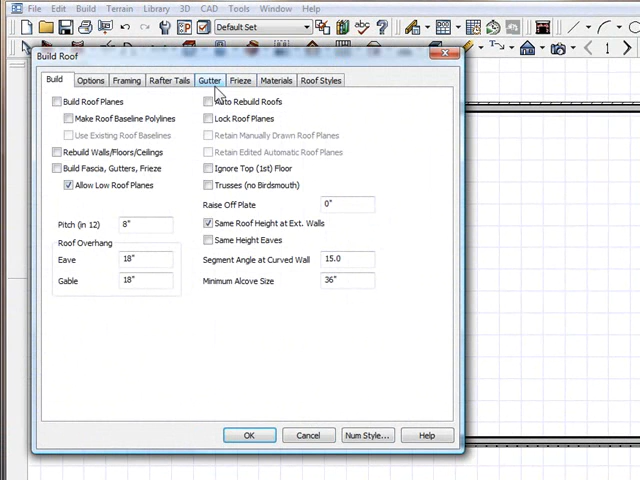 File Edit Build Terrain Library 3D CAD Tools Window Help
Default Set
Build Roof
Build Options Framing Rafter Tails Gutter Frieze Materials Roof Styles
Build Roof Planes
Auto Rebuild Roofs
Make Roof Baseline Polylines
Lock Roof Planes
Use Existing Roof Baselines
Retain Manually Drawn Roof Planes
Rebuild Walls/Floors/Ceilings
Retain Edited Automatic Roof Planes
Build Fascia, Gutters, Frieze
Ignore Top (1st) Floor
Allow Low Roof Planes
Trusses (no Birdsmouth)
Raise Off Plate 0"
Pitch (in 12) 8"
Same Roof Height at Ext. Walls
Roof Overhang
Same Height Eaves
Eave 18"
Segment Angle at Curved Wall 15.0
Gable 18"
Minimum Alcove Size 36"
OK Cancel Num Style... Help
1